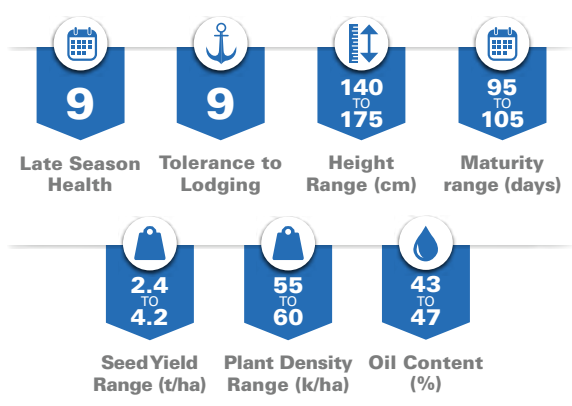 9
Late Season
Health
9
Tolerance to
Lodging
140
TO
175
Height
Range (cm)
95
TO
105
Maturity
range (days)
2.4
TO
4.2
Seed Yield
Range (t/ha)
55
TO
60
Plant Density
Range (k/ha)
43
TO
47
Oil Content
(%)